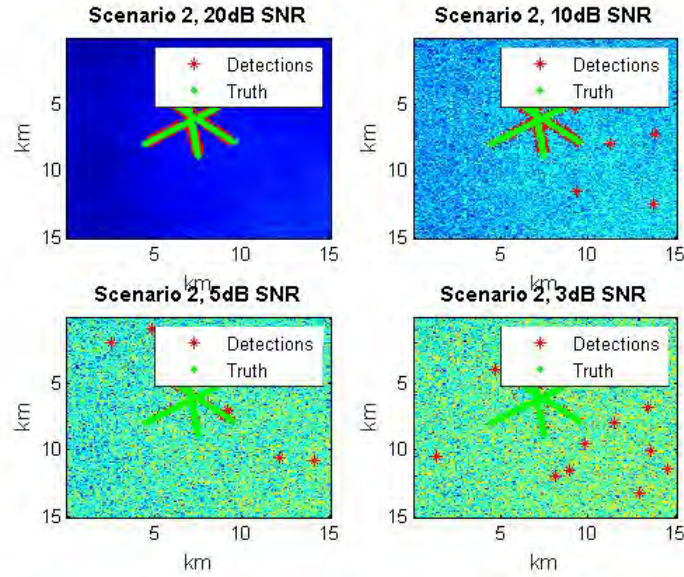 Scenario 2, 20dB SNR
Detections
Truth
km
5
10
15
5
10
15
km
Scenario 2, 10dB SNR
Detections
Truth
km
5
10
15
5
10
15
km
Scenario 2, 5dB SNR
Detections
Truth
km
5
10
15
5
10
15
km
Scenario 2, 3dB SNR
Detections
Truth
km
5
10
15
5
10
15
km